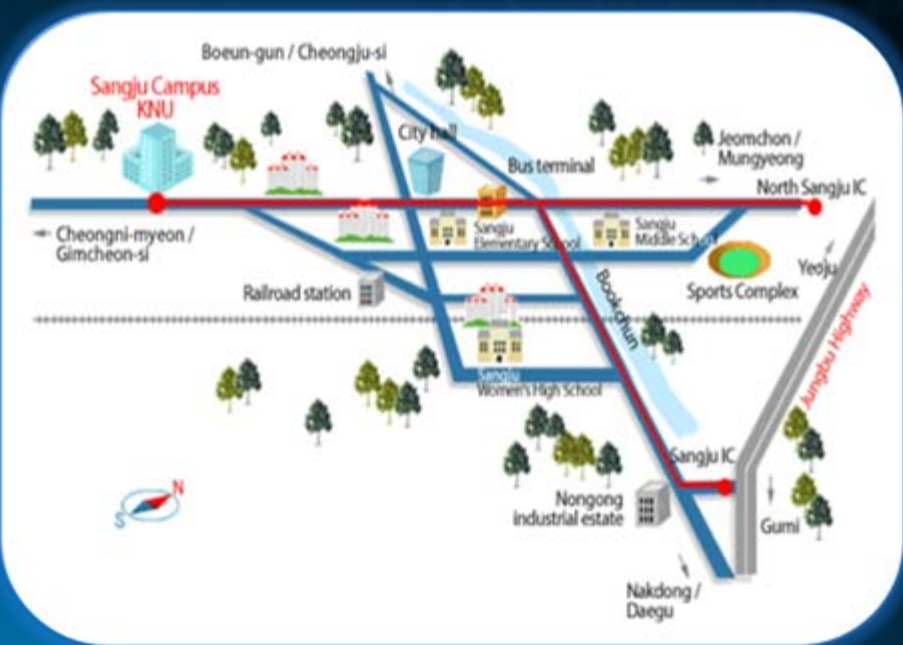 Boeun-gun / Cheongju-si
Sangju Campus
KNU
City hall
Bus terminal
Jeomchon /
Mungyeong
North Sangju IC
Cheongni-myeon /
Gimcheon-si
Sangju
Elementary School
Sangju
Middle School
Yeoju
Railroad station
Sports Complex
Bookchun
Jungbu Highway
Sangju
Women's High School
Sangju IC
Nongong
industrial estate
Gumi
N
S
Nakdong /
Daegu